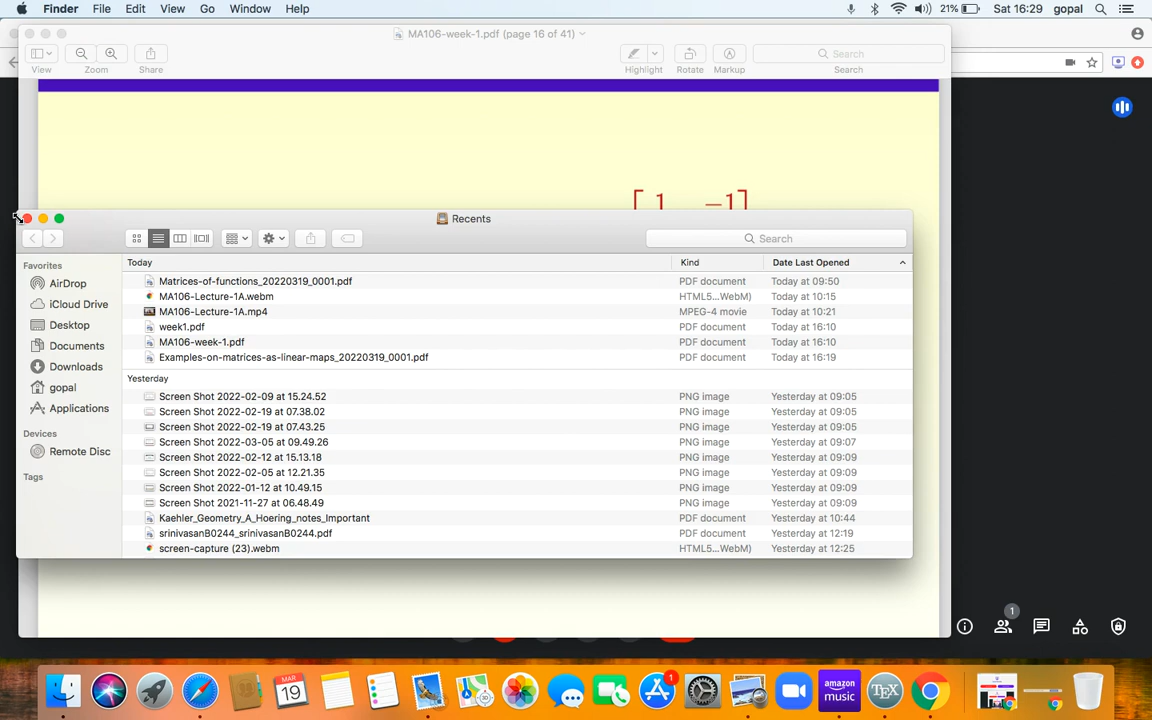 Finder File Edit View Go Window Help 21% Sat 16:29 gopal
MA106-week-1.pdf (page 16 of 41)
View Zoom Share Highlight Rotate Markup Search
Search
1 −1
Recents
Search
Favorites
AirDrop
iCloud Drive
Desktop
Documents
Downloads
gopal
Applications
Devices
Remote Disc
Tags
Today Kind Date Last Opened
Matrices-of-functions_20220319_0001.pdf PDF document Today at 09:50
MA106-Lecture-1A.webm HTML5...WebM) Today at 10:15
MA106-Lecture-1A.mp4 MPEG-4 movie Today at 10:21
week1.pdf PDF document Today at 16:10
MA106-week-1.pdf PDF document Today at 16:10
Examples-on-matrices-as-linear-maps_20220319_0001.pdf PDF document Today at 16:19
Yesterday
Screen Shot 2022-02-09 at 15.24.52 PNG image Yesterday at 09:05
Screen Shot 2022-02-19 at 07.38.02 PNG image Yesterday at 09:05
Screen Shot 2022-02-19 at 07.43.25 PNG image Yesterday at 09:05
Screen Shot 2022-03-05 at 09.49.26 PNG image Yesterday at 09:07
Screen Shot 2022-02-12 at 15.13.18 PNG image Yesterday at 09:09
Screen Shot 2022-02-05 at 12.21.35 PNG image Yesterday at 09:09
Screen Shot 2022-01-12 at 10.49.15 PNG image Yesterday at 09:09
Screen Shot 2021-11-27 at 06.48.49 PNG image Yesterday at 09:09
Kaehler_Geometry_A_Hoering_notes_Important PDF document Yesterday at 10:44
srinivasanB0244_srinivasanB0244.pdf PDF document Yesterday at 12:19
screen-capture (23).webm HTML5...WebM) Yesterday at 12:25
1
MAR
19
1
amazon
music
TEX